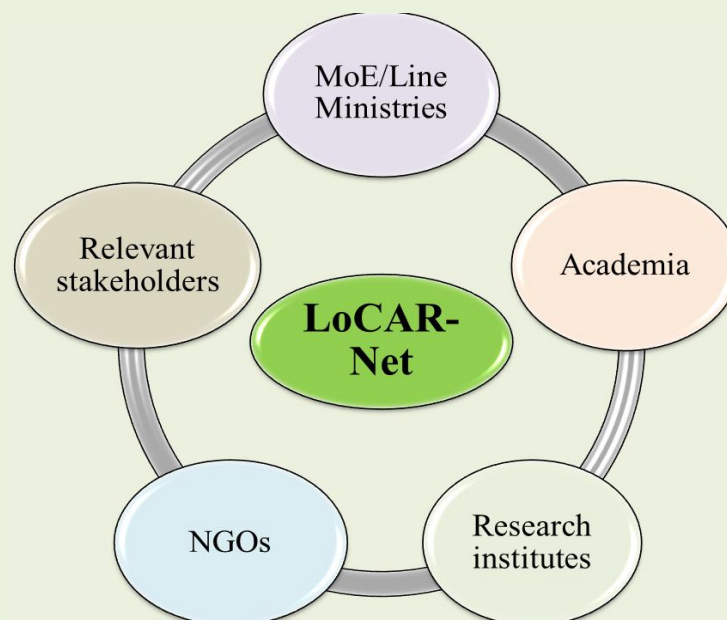 MoE/Line
Ministries
Relevant
stakeholders
Academia
LoCAR-
Net
NGOs
Research
institutes